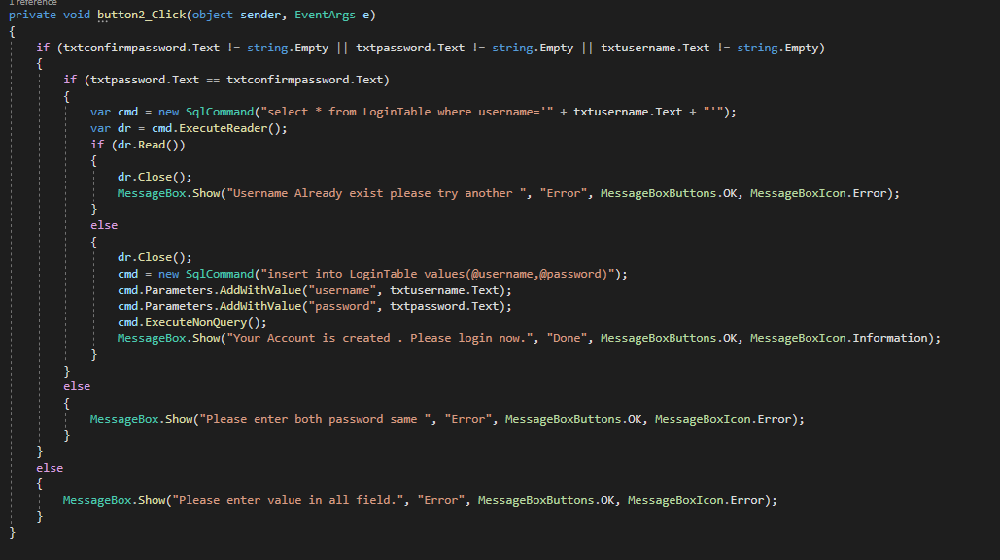 1 reference
private void button2_Click(object sender, EventArgs e)
{
if (txtconfirmpassword.Text != string.Empty || txtpassword.Text != string.Empty || txtusername.Text != string.Empty)
{
if (txtpassword.Text == txtconfirmpassword.Text)
{
var cmd = new SqlCommand("select * from LoginTable where username='" + txtusername.Text + "'");
var dr = cmd.ExecuteReader();
if (dr.Read())
{
dr.Close();
MessageBox.Show("Username Already exist please try another ", "Error", MessageBoxButtons.OK, MessageBoxIcon.Error);
}
else
{
dr.Close();
cmd = new SqlCommand("insert into LoginTable values(@username,@password)");
cmd.Parameters.AddWithValue("username", txtusername.Text);
cmd.Parameters.AddWithValue("password", txtpassword.Text);
cmd.ExecuteNonQuery();
MessageBox.Show("Your Account is created . Please login now.", "Done", MessageBoxButtons.OK, MessageBoxIcon.Information);
}
}
else
{
MessageBox.Show("Please enter both password same ", "Error", MessageBoxButtons.OK, MessageBoxIcon.Error);
}
}
else
{
MessageBox.Show("Please enter value in all field.", "Error", MessageBoxButtons.OK, MessageBoxIcon.Error);
}
}